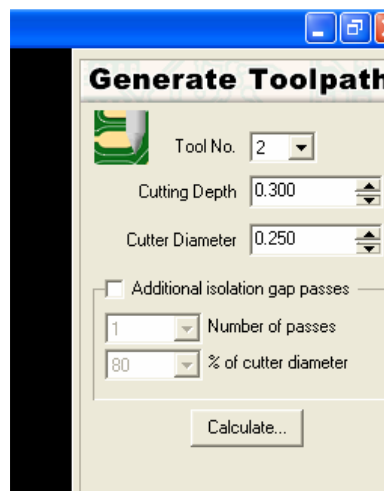 Generate Toolpath
Tool No. 2
Cutting Depth 0.300
Cutter Diameter 0.250
Additional isolation gap passes
1 Number of passes
80 % of cutter diameter
Calculate...